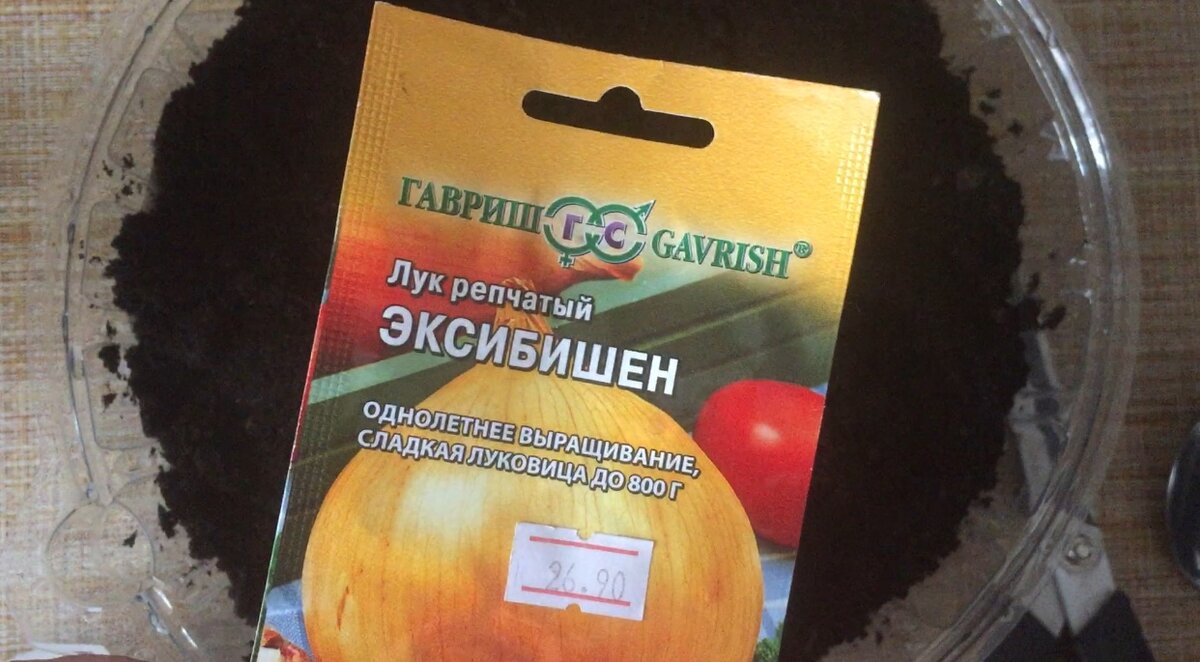 ГАВРИШ ГС GAVRISH®
Лук репчатый
ЭКСИБИШЕН
ОДНОЛЕТНЕЕ ВЫРАЩИВАНИЕ,
СЛАДКАЯ ЛУКОВИЦА ДО 800 Г
26.90